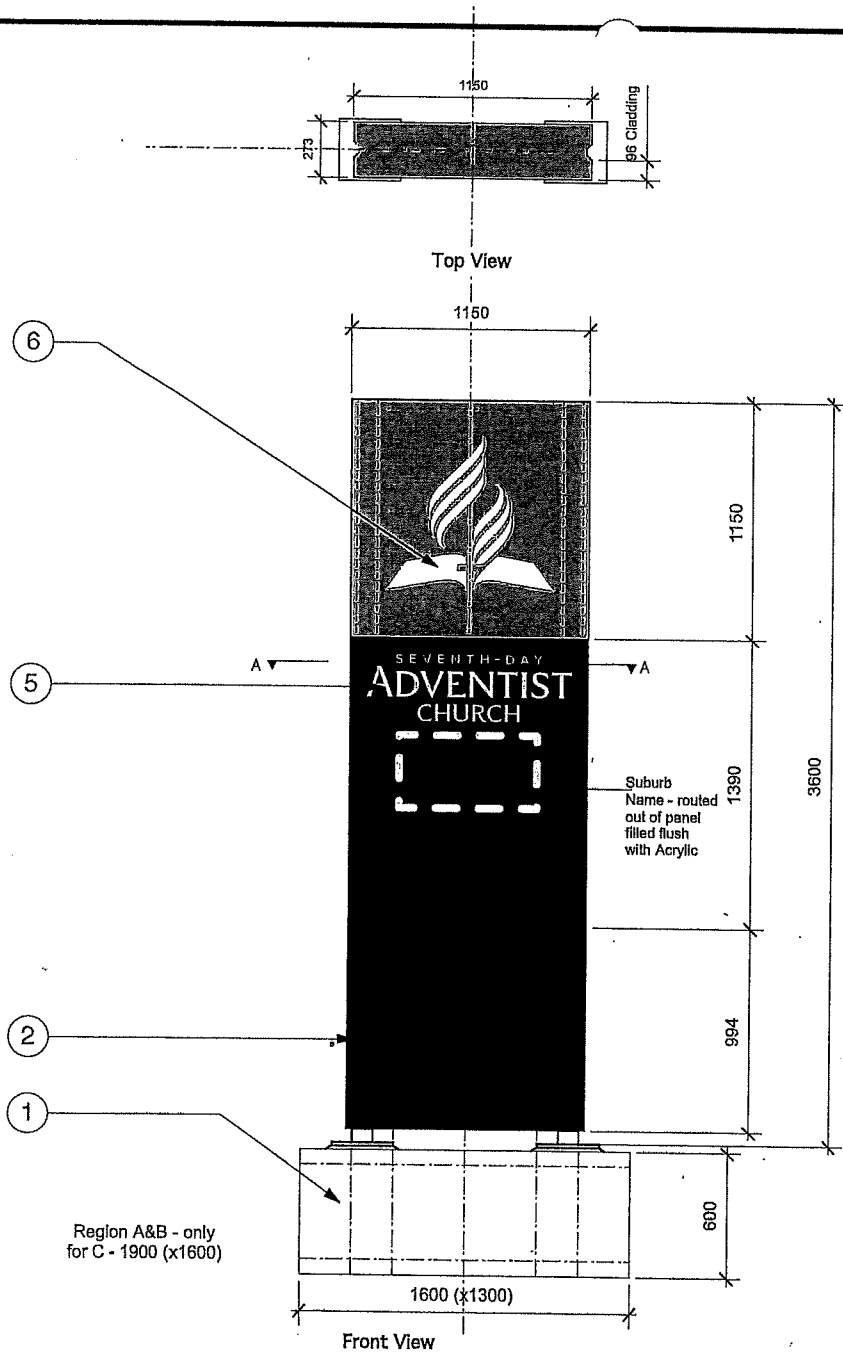 1150
273
96 Cladding
Top View
1150
6
1150
A
A
SEVENTH-DAY
ADVENTIST
CHURCH
5
Suburb
Name - routed
out of panel
filled flush
with Acrylic
1390
3600
2
994
1
Region A&B - only
for C - 1900 (x1600)
600
1600 (x1300)
Front View